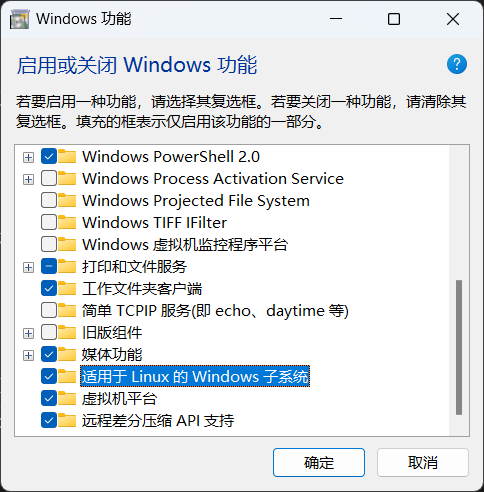 Windows 功能
启用或关闭 Windows 功能
若要启用一种功能，请选择其复选框。若要关闭一种功能，请清除其
复选框。填充的框表示仅启用该功能的一部分。
Windows PowerShell 2.0
Windows Process Activation Service
Windows Projected File System
Windows TIFF IFilter
Windows 虚拟机监控程序平台
打印和文件服务
工作文件夹客户端
简单 TCPIP 服务(即 echo、daytime 等)
旧版组件
媒体功能
适用于 Linux 的 Windows 子系统
虚拟机平台
远程差分压缩 API 支持
确定
取消